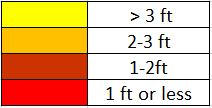 > 3 ft
2-3 ft
1-2ft
1 ft or less